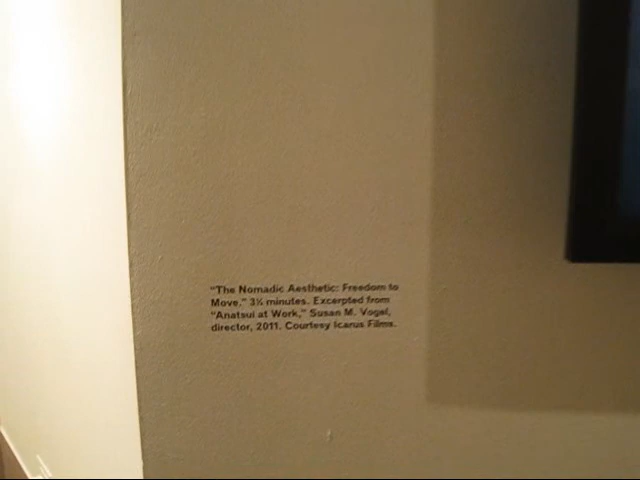 "The Nomadic Aesthetic: Freedom to
Move," 3½ minutes. Excerpted from
"Anatsui at Work," Susan M. Vogel,
director, 2011. Courtesy Icarus Films.